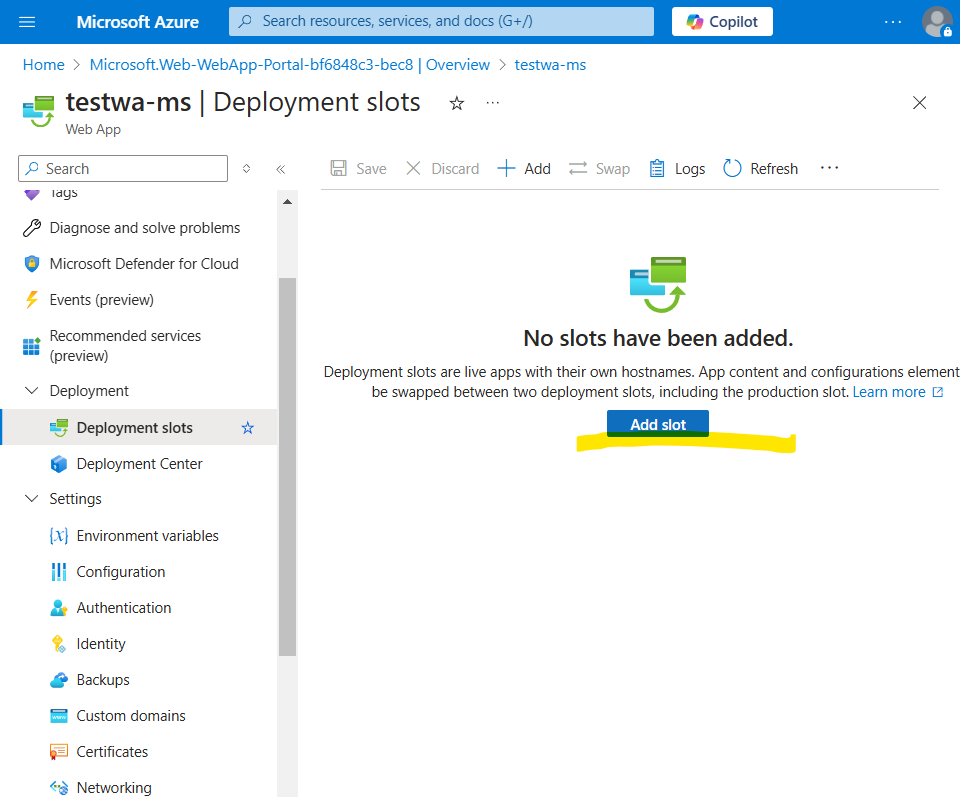 Microsoft Azure
Search resources, services, and docs (G+/)
Copilot
Home > Microsoft.Web-WebApp-Portal-bf6848c3-bec8 | Overview > testwa-ms
testwa-ms | Deployment slots
Web App
Search
Save
Discard
Add
Swap
Logs
Refresh
Tags
Diagnose and solve problems
Microsoft Defender for Cloud
Events (preview)
Recommended services
(preview)
Deployment
Deployment slots
Deployment Center
Settings
Environment variables
Configuration
Authentication
Identity
Backups
Custom domains
Certificates
Networking
No slots have been added.
Deployment slots are live apps with their own hostnames. App content and configurations element
be swapped between two deployment slots, including the production slot. Learn more
Add slot